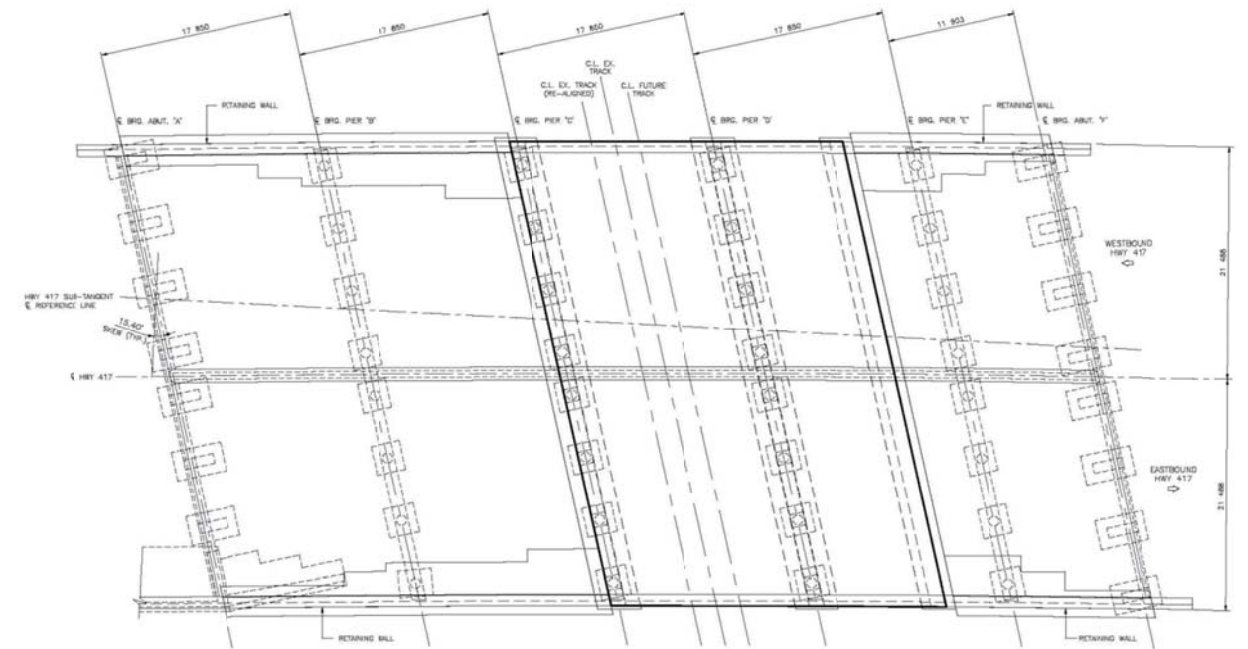 17 850
17 850
17 850
17 850
11 903
C.L. EX.
TRACK
C.L. EX. TRACK
(RE-ALIGNED)
C.L. FUTURE
TRACK
RETAINING WALL
RETAINING WALL
℄ BRG. ABUT. "A"
℄ BRG. PIER "B"
℄ BRG. PIER "C"
℄ BRG. PIER "D"
℄ BRG. PIER "E"
℄ BRG. ABUT. "F"
WESTBOUND
HWY 417
21 488
HWY 417 SUB-TANGENT
℄ REFERENCE LINE
15.40°
SKEW (TYP.)
℄ HWY 417
EASTBOUND
HWY 417
21 488
RETAINING WALL
RETAINING WALL